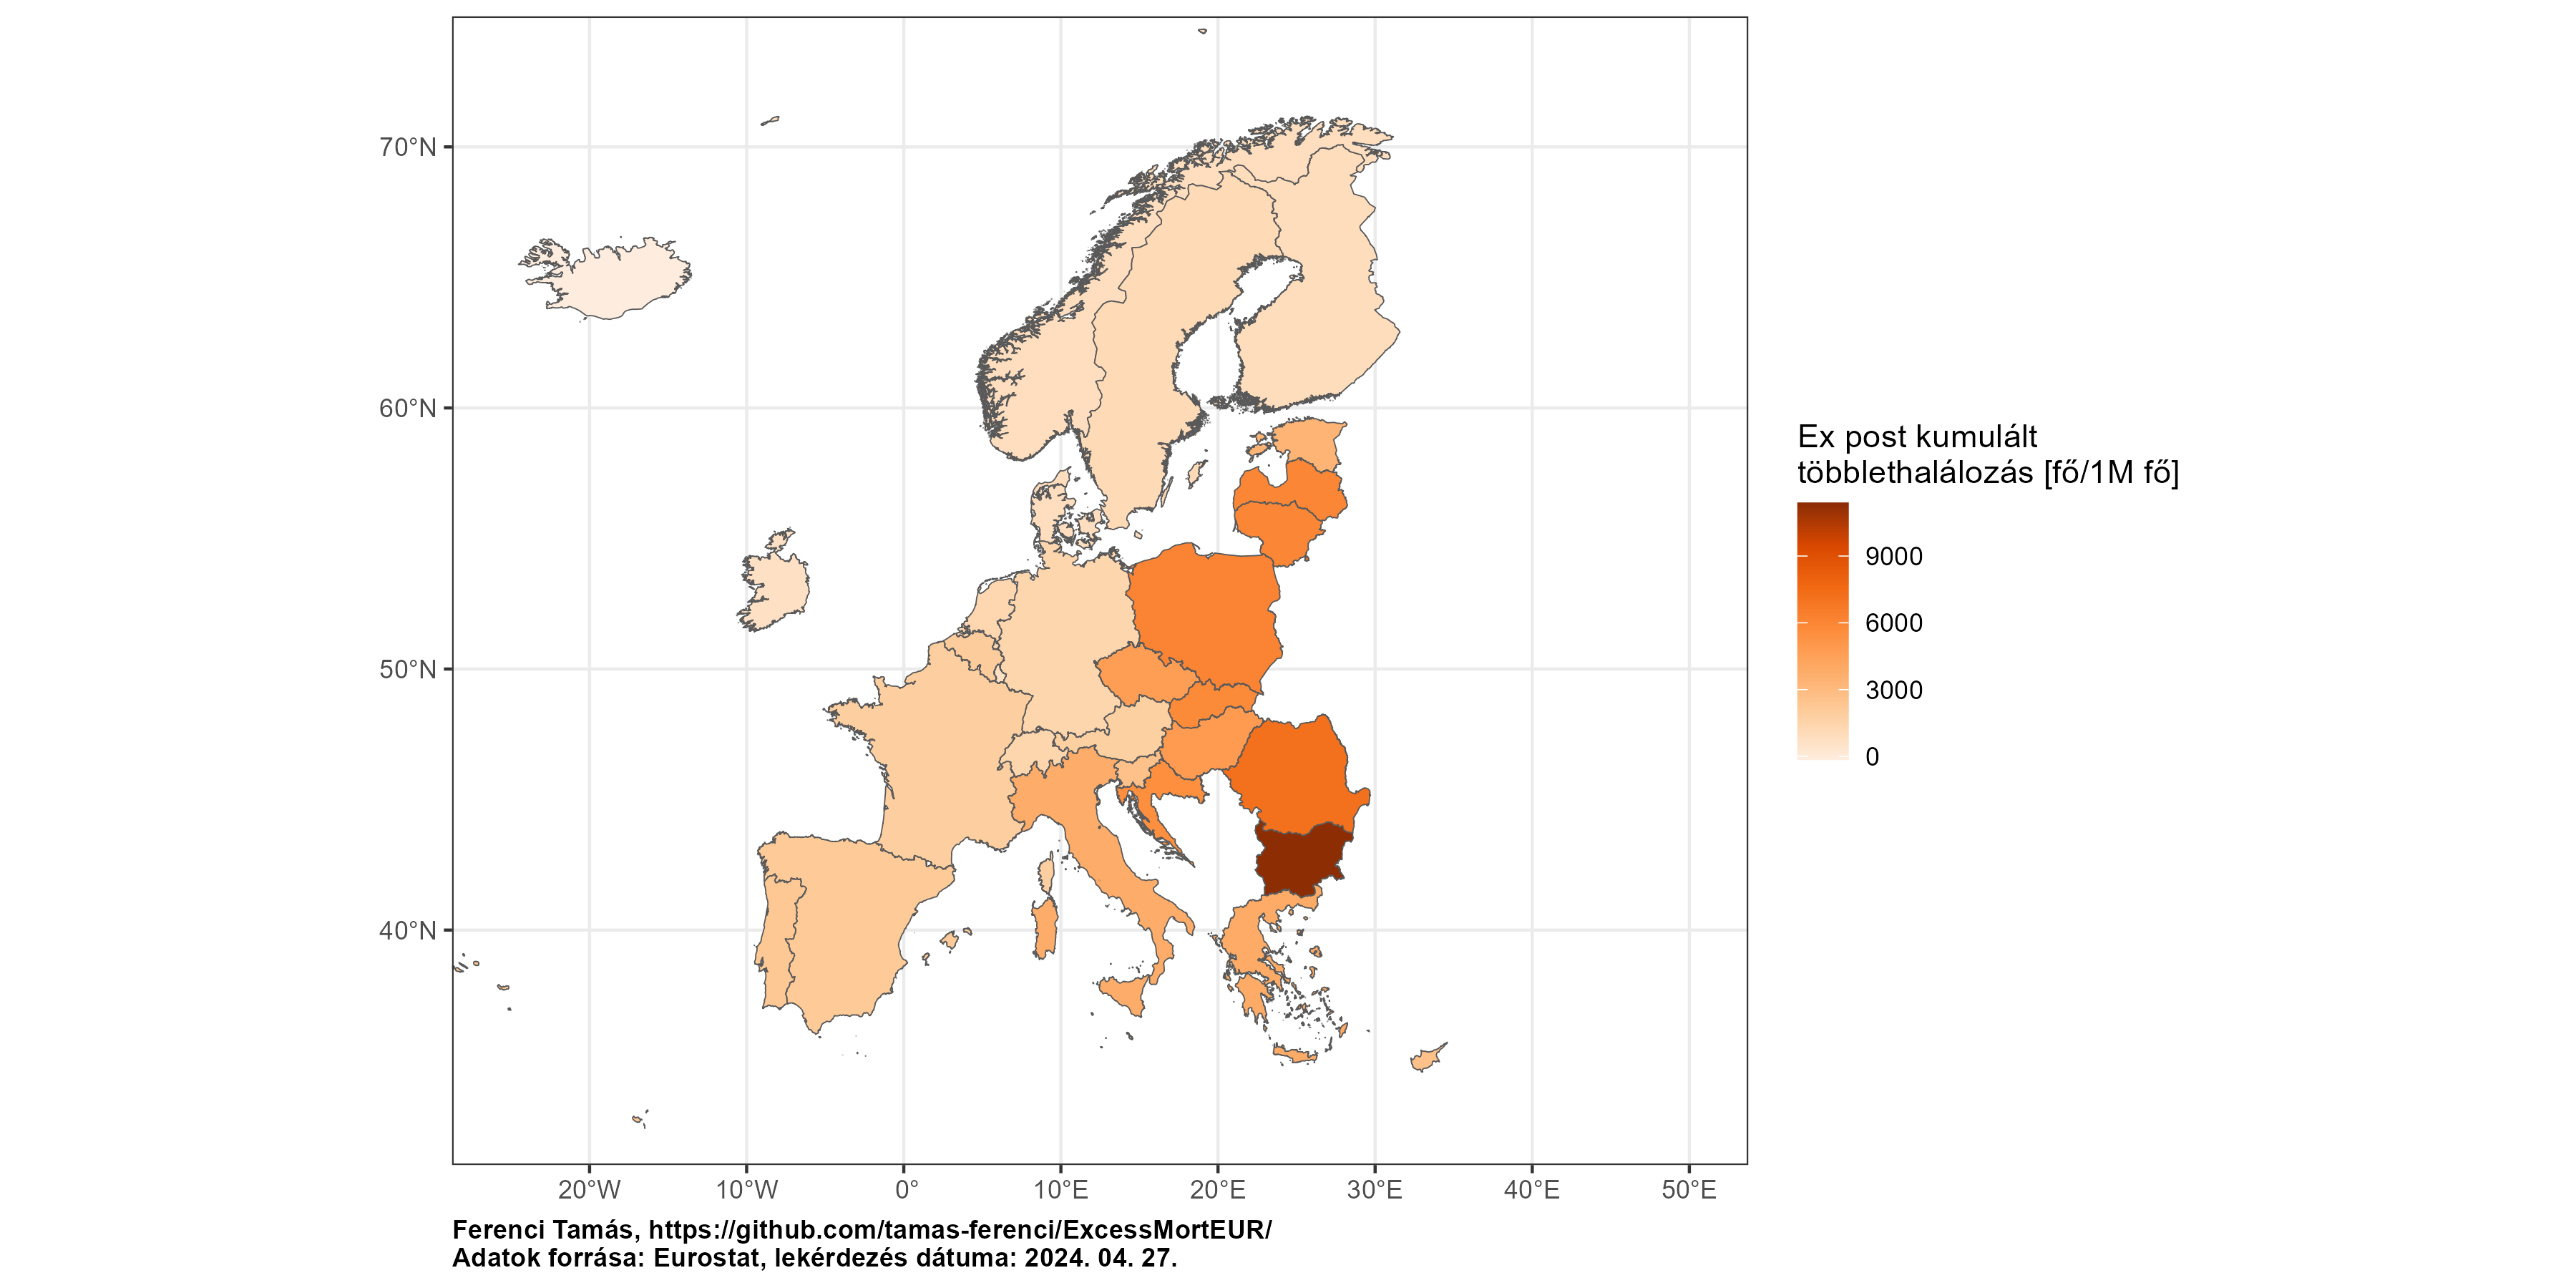 70°N
60°N
50°N
40°N
20°W 10°W 0° 10°E 20°E 30°E 40°E 50°E
Ex post kumulált
többlethalálozás [fő/1M fő]
9000
6000
3000
0
Ferenci Tamás, https://github.com/tamas-ferenci/ExcessMortEUR/
Adatok forrása: Eurostat, lekérdezés dátuma: 2024. 04. 27.